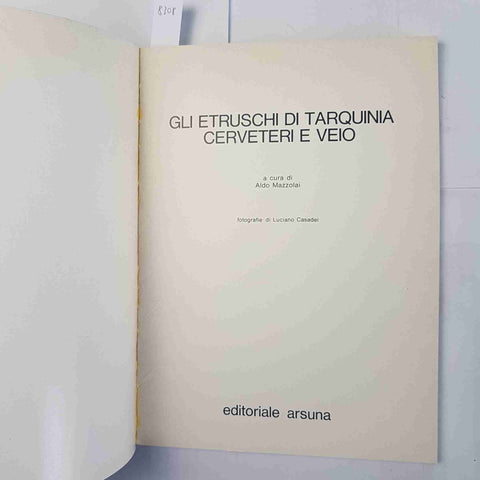 GLI ETRUSCHI DI TARQUINIA
CERVETERI E VEIO
a cura di
Aldo Mazzolai
fotografie di Luciano Casadei
editoriale arsuna